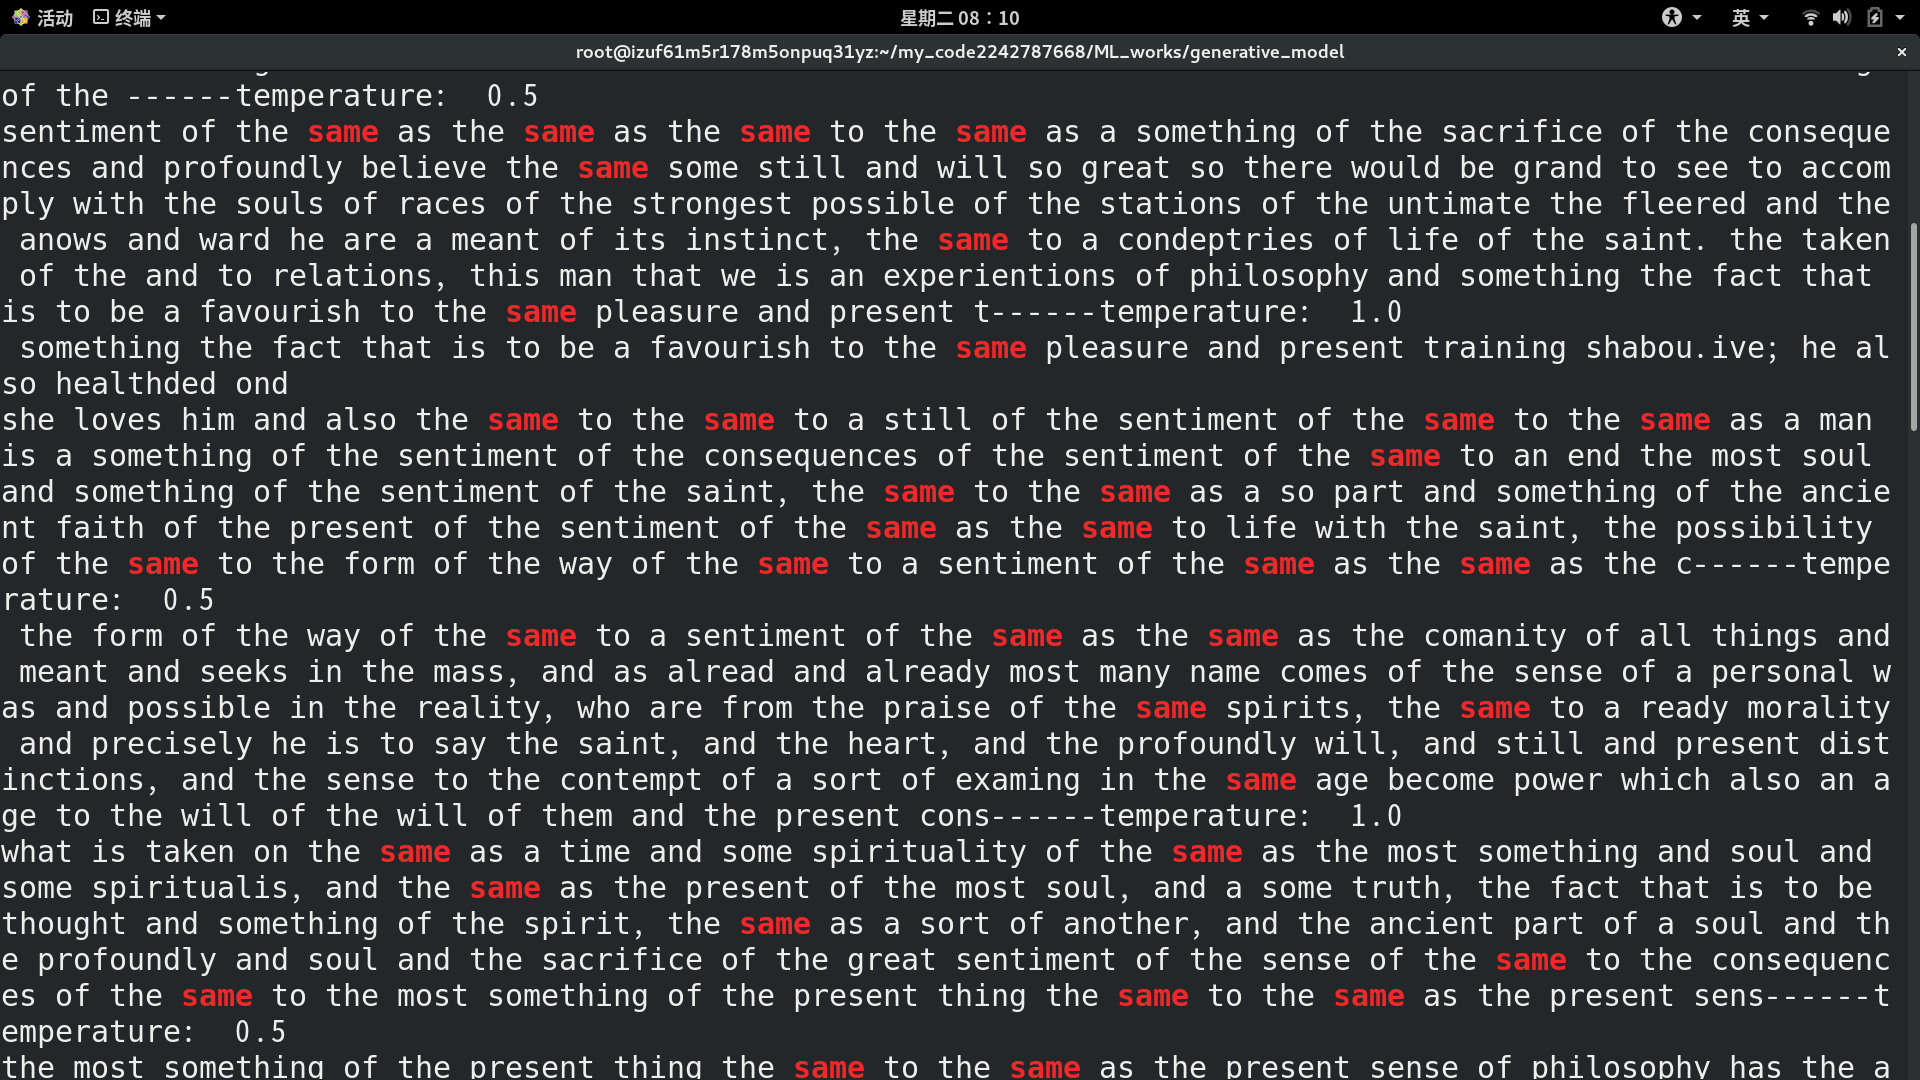 活动 终端 星期二 08：10 英
root@izuf61m5r178m5onpuq31yz:~/my_code2242787668/ML_works/generative_model ×
of the ------temperature:  0.5
sentiment of the same as the same as the same to the same as a something of the sacrifice of the conseque
nces and profoundly believe the same some still and will so great so there would be grand to see to accom
ply with the souls of races of the strongest possible of the stations of the untimate the fleered and the
 anows and ward he are a meant of its instinct, the same to a condeptries of life of the saint. the taken
 of the and to relations, this man that we is an experientions of philosophy and something the fact that
is to be a favourish to the same pleasure and present t------temperature:  1.0
 something the fact that is to be a favourish to the same pleasure and present training shabou.ive; he al
so healthded ond
she loves him and also the same to the same to a still of the sentiment of the same to the same as a man
is a something of the sentiment of the consequences of the sentiment of the same to an end the most soul
and something of the sentiment of the saint, the same to the same as a so part and something of the ancie
nt faith of the present of the sentiment of the same as the same to life with the saint, the possibility
of the same to the form of the way of the same to a sentiment of the same as the same as the c------tempe
rature:  0.5
 the form of the way of the same to a sentiment of the same as the same as the comanity of all things and
 meant and seeks in the mass, and as alread and already most many name comes of the sense of a personal w
as and possible in the reality, who are from the praise of the same spirits, the same to a ready morality
 and precisely he is to say the saint, and the heart, and the profoundly will, and still and present dist
inctions, and the sense to the contempt of a sort of examing in the same age become power which also an a
ge to the will of the will of them and the present cons------temperature:  1.0
what is taken on the same as a time and some spirituality of the same as the most something and soul and
some spiritualis, and the same as the present of the most soul, and a some truth, the fact that is to be
thought and something of the spirit, the same as a sort of another, and the ancient part of a soul and th
e profoundly and soul and the sacrifice of the great sentiment of the sense of the same to the consequenc
es of the same to the most something of the present thing the same to the same as the present sens------t
emperature:  0.5
the most something of the present thing the same to the same as the present sense of philosophy has the a